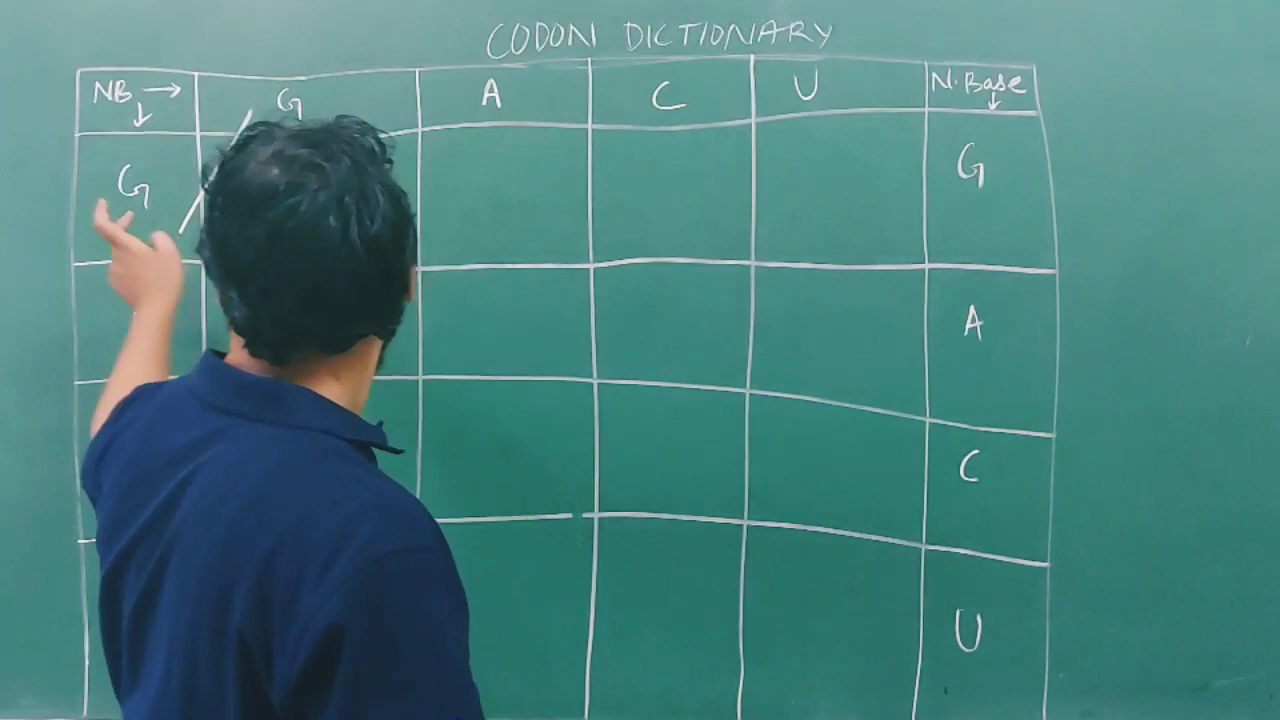 CODON DICTIONARY
NB → G A C U N. Base
↓ ↓
G G
A
C
U